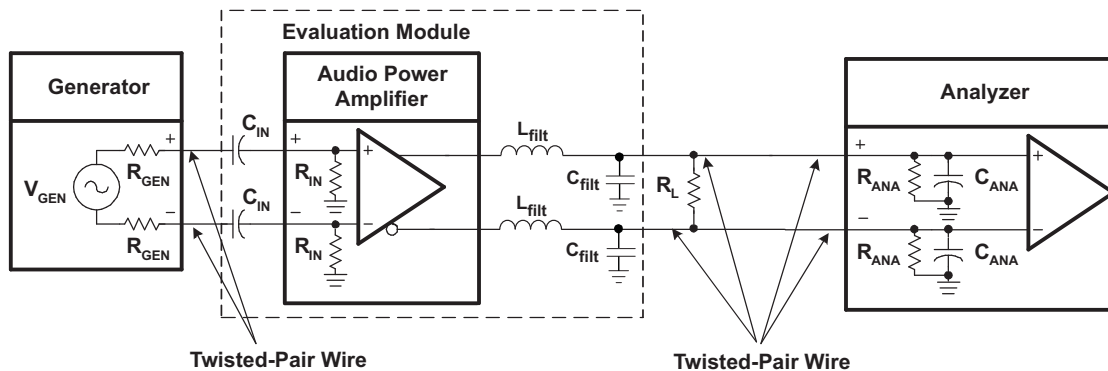 Evaluation Module
Generator
Audio Power
Amplifier
Analyzer
C_IN
L_filt
+
+
+
+
+
R_GEN
R_IN
C_filt
R_L
R_ANA
C_ANA
V_GEN
−
C_IN
−
−
L_filt
−
−
R_GEN
R_IN
C_filt
R_ANA
C_ANA
Twisted-Pair Wire
Twisted-Pair Wire